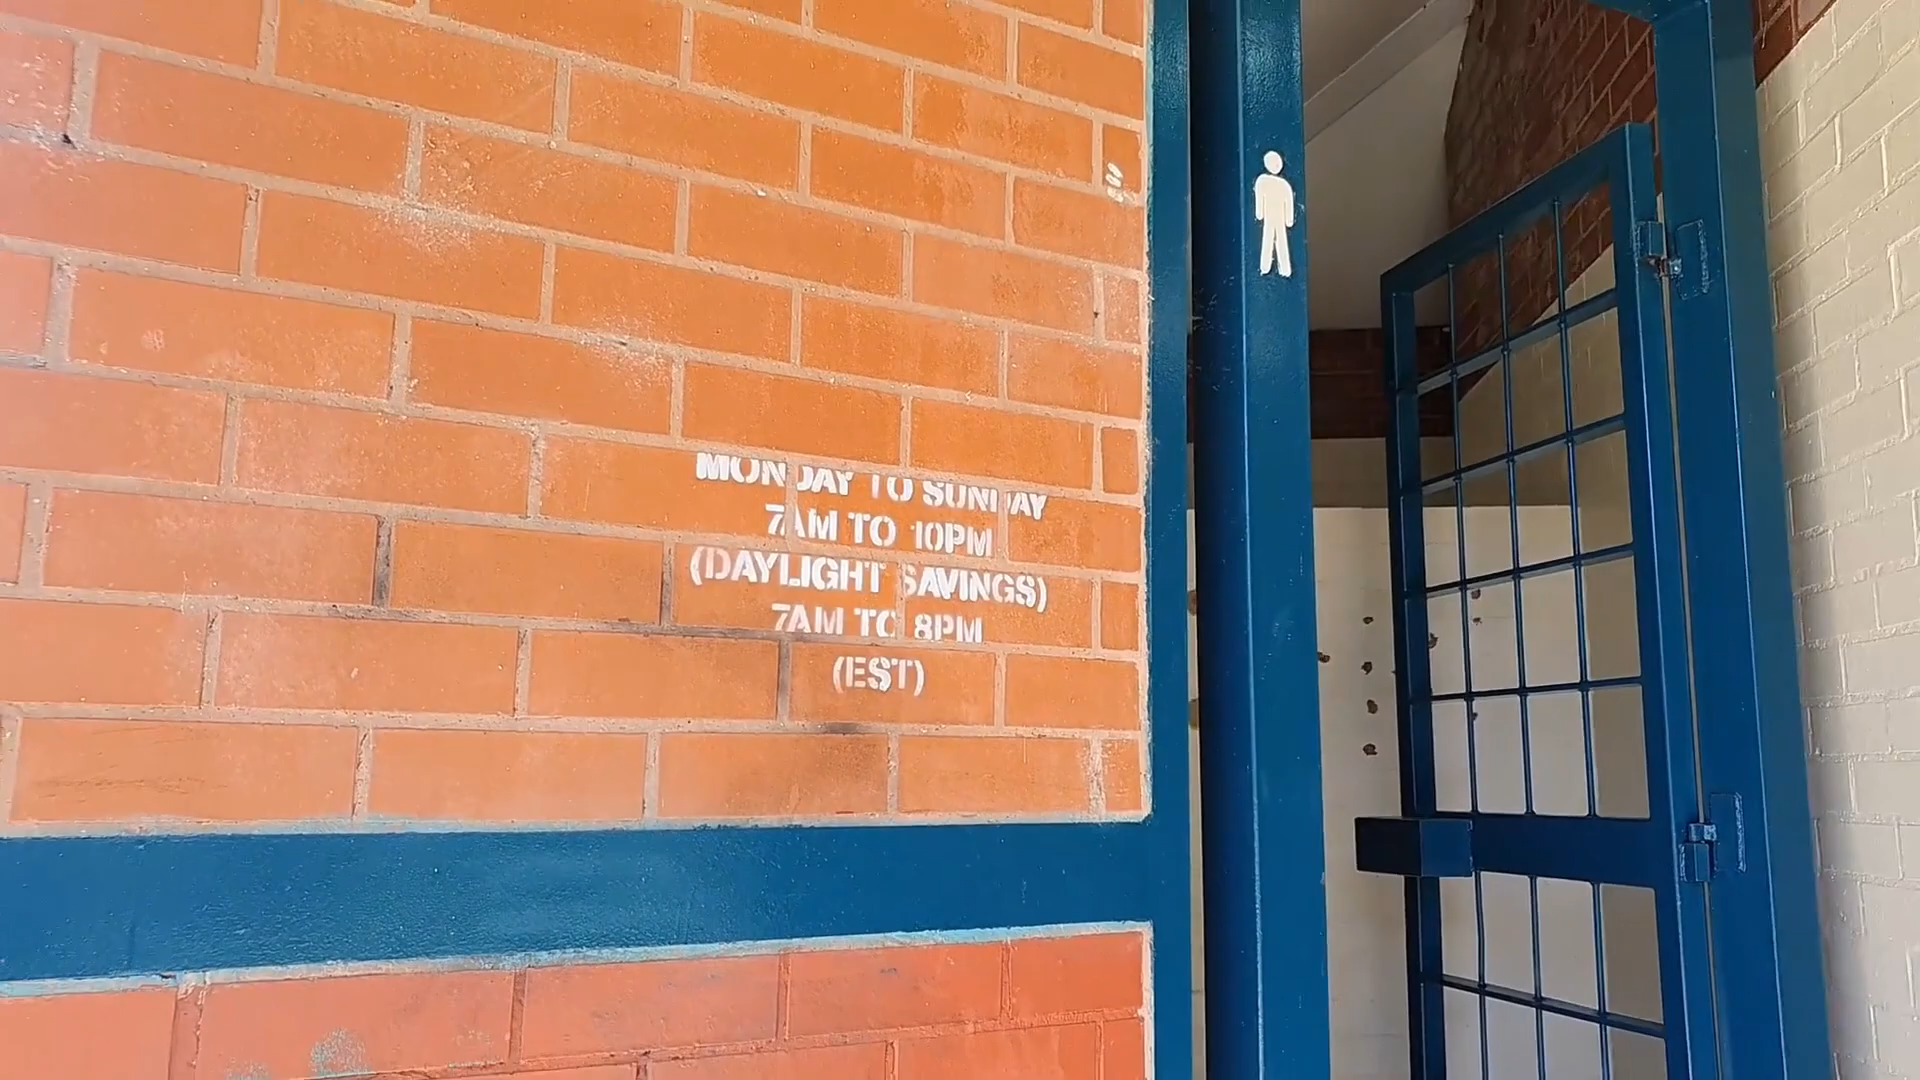 MONDAY TO SUNDAY
7AM TO 10PM
(DAYLIGHT SAVINGS)
7AM TO 8PM
(EST)